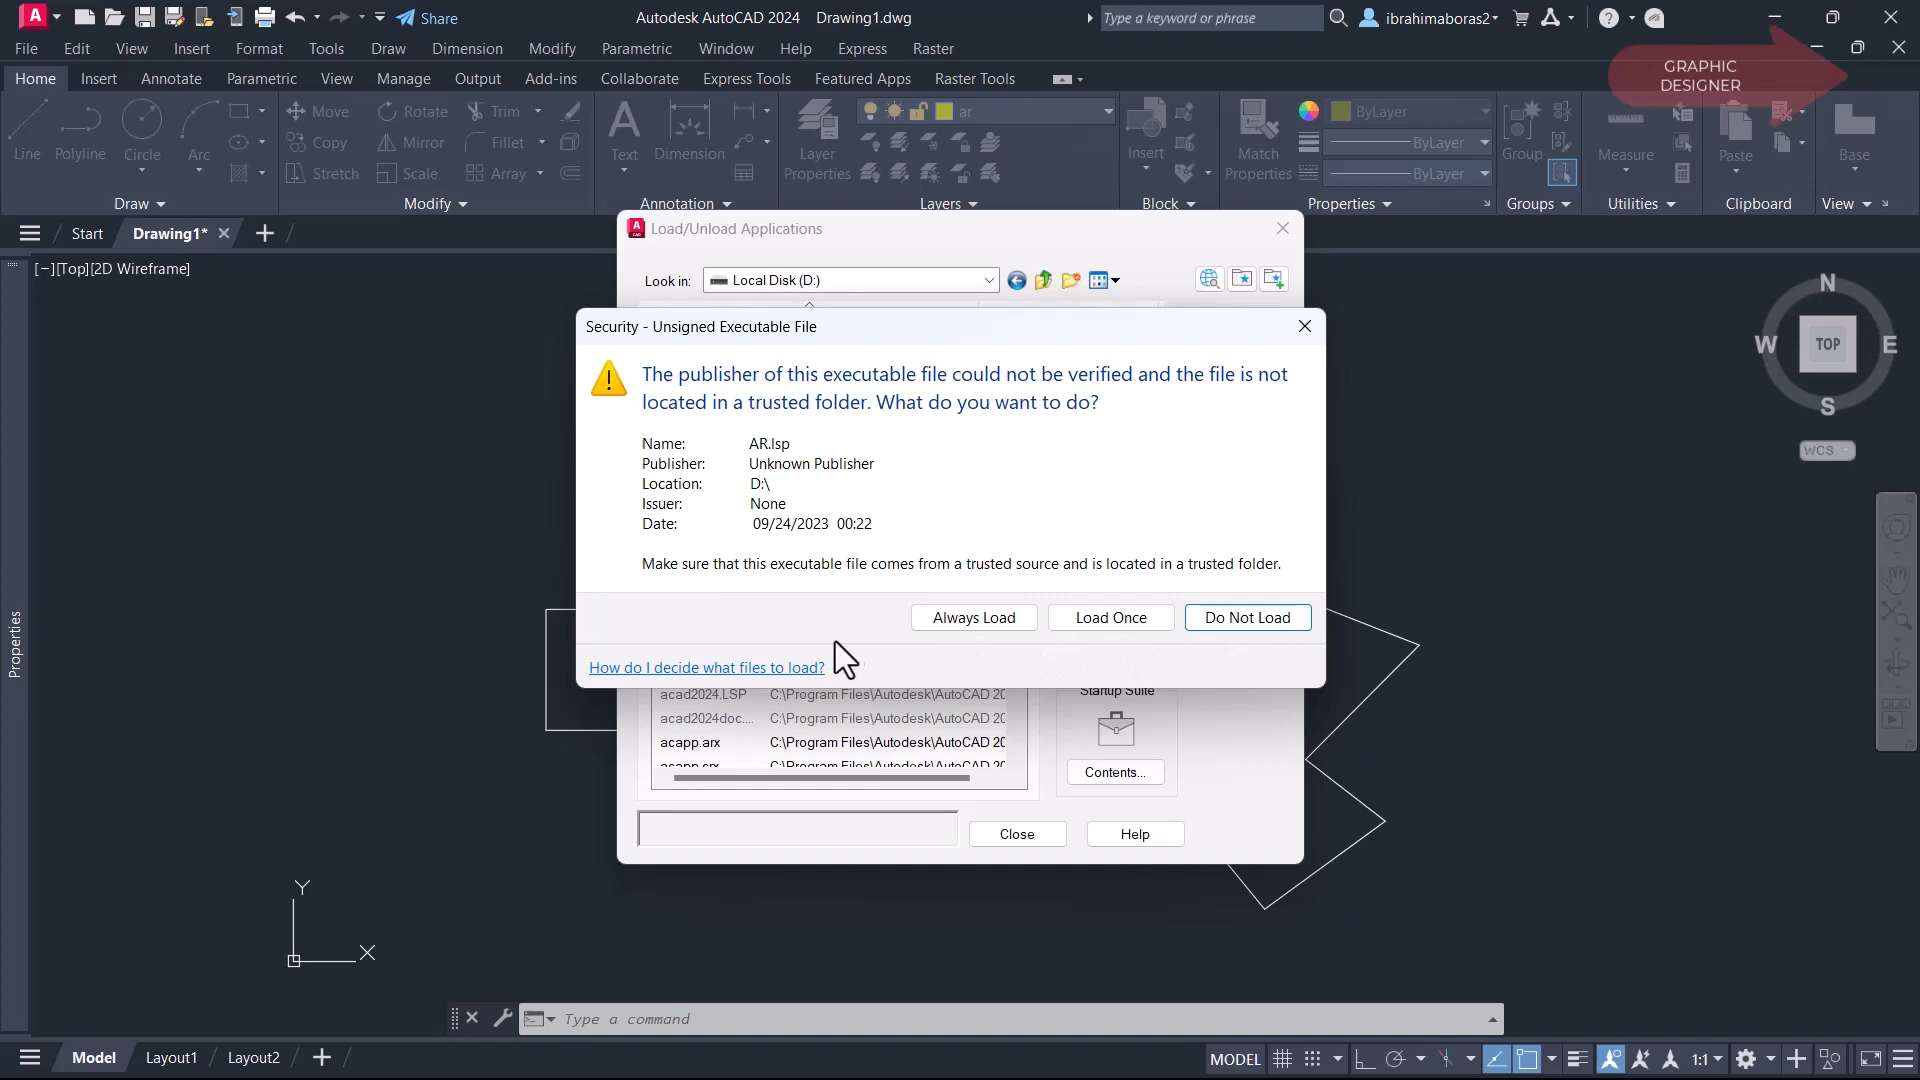 Share
Autodesk AutoCAD 2024 Drawing1.dwg
Type a keyword or phrase
ibrahimaboras2
File Edit View Insert Format Tools Draw Dimension Modify Parametric Window Help Express Raster
GRAPHIC
DESIGNER
Home Insert Annotate Parametric View Manage Output Add-ins Collaborate Express Tools Featured Apps Raster Tools
Move Rotate Trim ar ByLayer
Line Polyline Circle Arc Copy Mirror Fillet Text Dimension Layer Insert Match ByLayer Group Measure Paste Base
Stretch Scale Array Properties Properties ByLayer
Draw Modify Annotation Layers Block Properties Groups Utilities Clipboard View
Start Drawing1*
[−][Top][2D Wireframe]
Load/Unload Applications
Look in: Local Disk (D:)
Security - Unsigned Executable File
The publisher of this executable file could not be verified and the file is not
located in a trusted folder. What do you want to do?
Name: AR.lsp
Publisher: Unknown Publisher
Location: D:\
Issuer: None
Date: 09/24/2023 00:22
Make sure that this executable file comes from a trusted source and is located in a trusted folder.
Always Load Load Once Do Not Load
How do I decide what files to load?
acad2024.LSP C:\Program Files\Autodesk\AutoCAD 20
Startup Suite
acad2024doc.... C:\Program Files\Autodesk\AutoCAD 20
acapp.arx C:\Program Files\Autodesk\AutoCAD 20
acapp.crx C:\Program Files\Autodesk\AutoCAD 20
Contents...
Close Help
N
W TOP E
S
WCS
Properties
Y
X
Type a command
Model Layout1 Layout2
MODEL 1:1